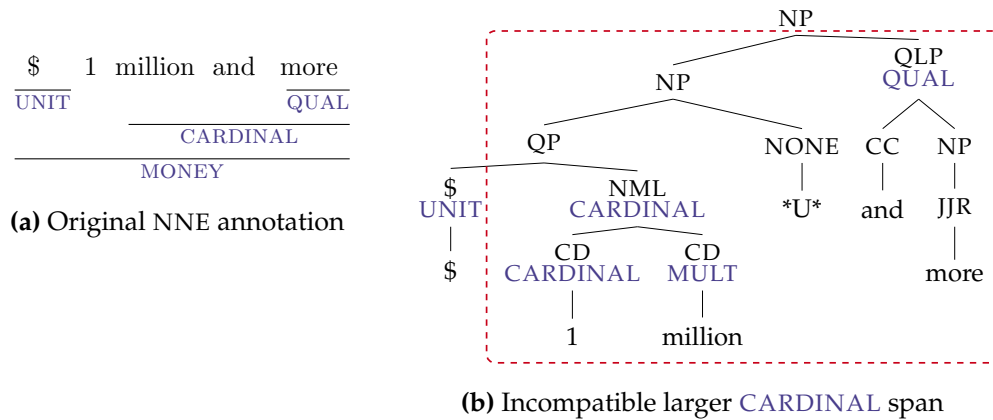 $ 1 million and more
UNIT QUAL
CARDINAL
MONEY
(a) Original NNE annotation
NP
NP QLP
QUAL
QP NONE CC NP
$ NML *U* and JJR
UNIT CARDINAL
$ CD CD more
CARDINAL MULT
1 million
(b) Incompatible larger CARDINAL span